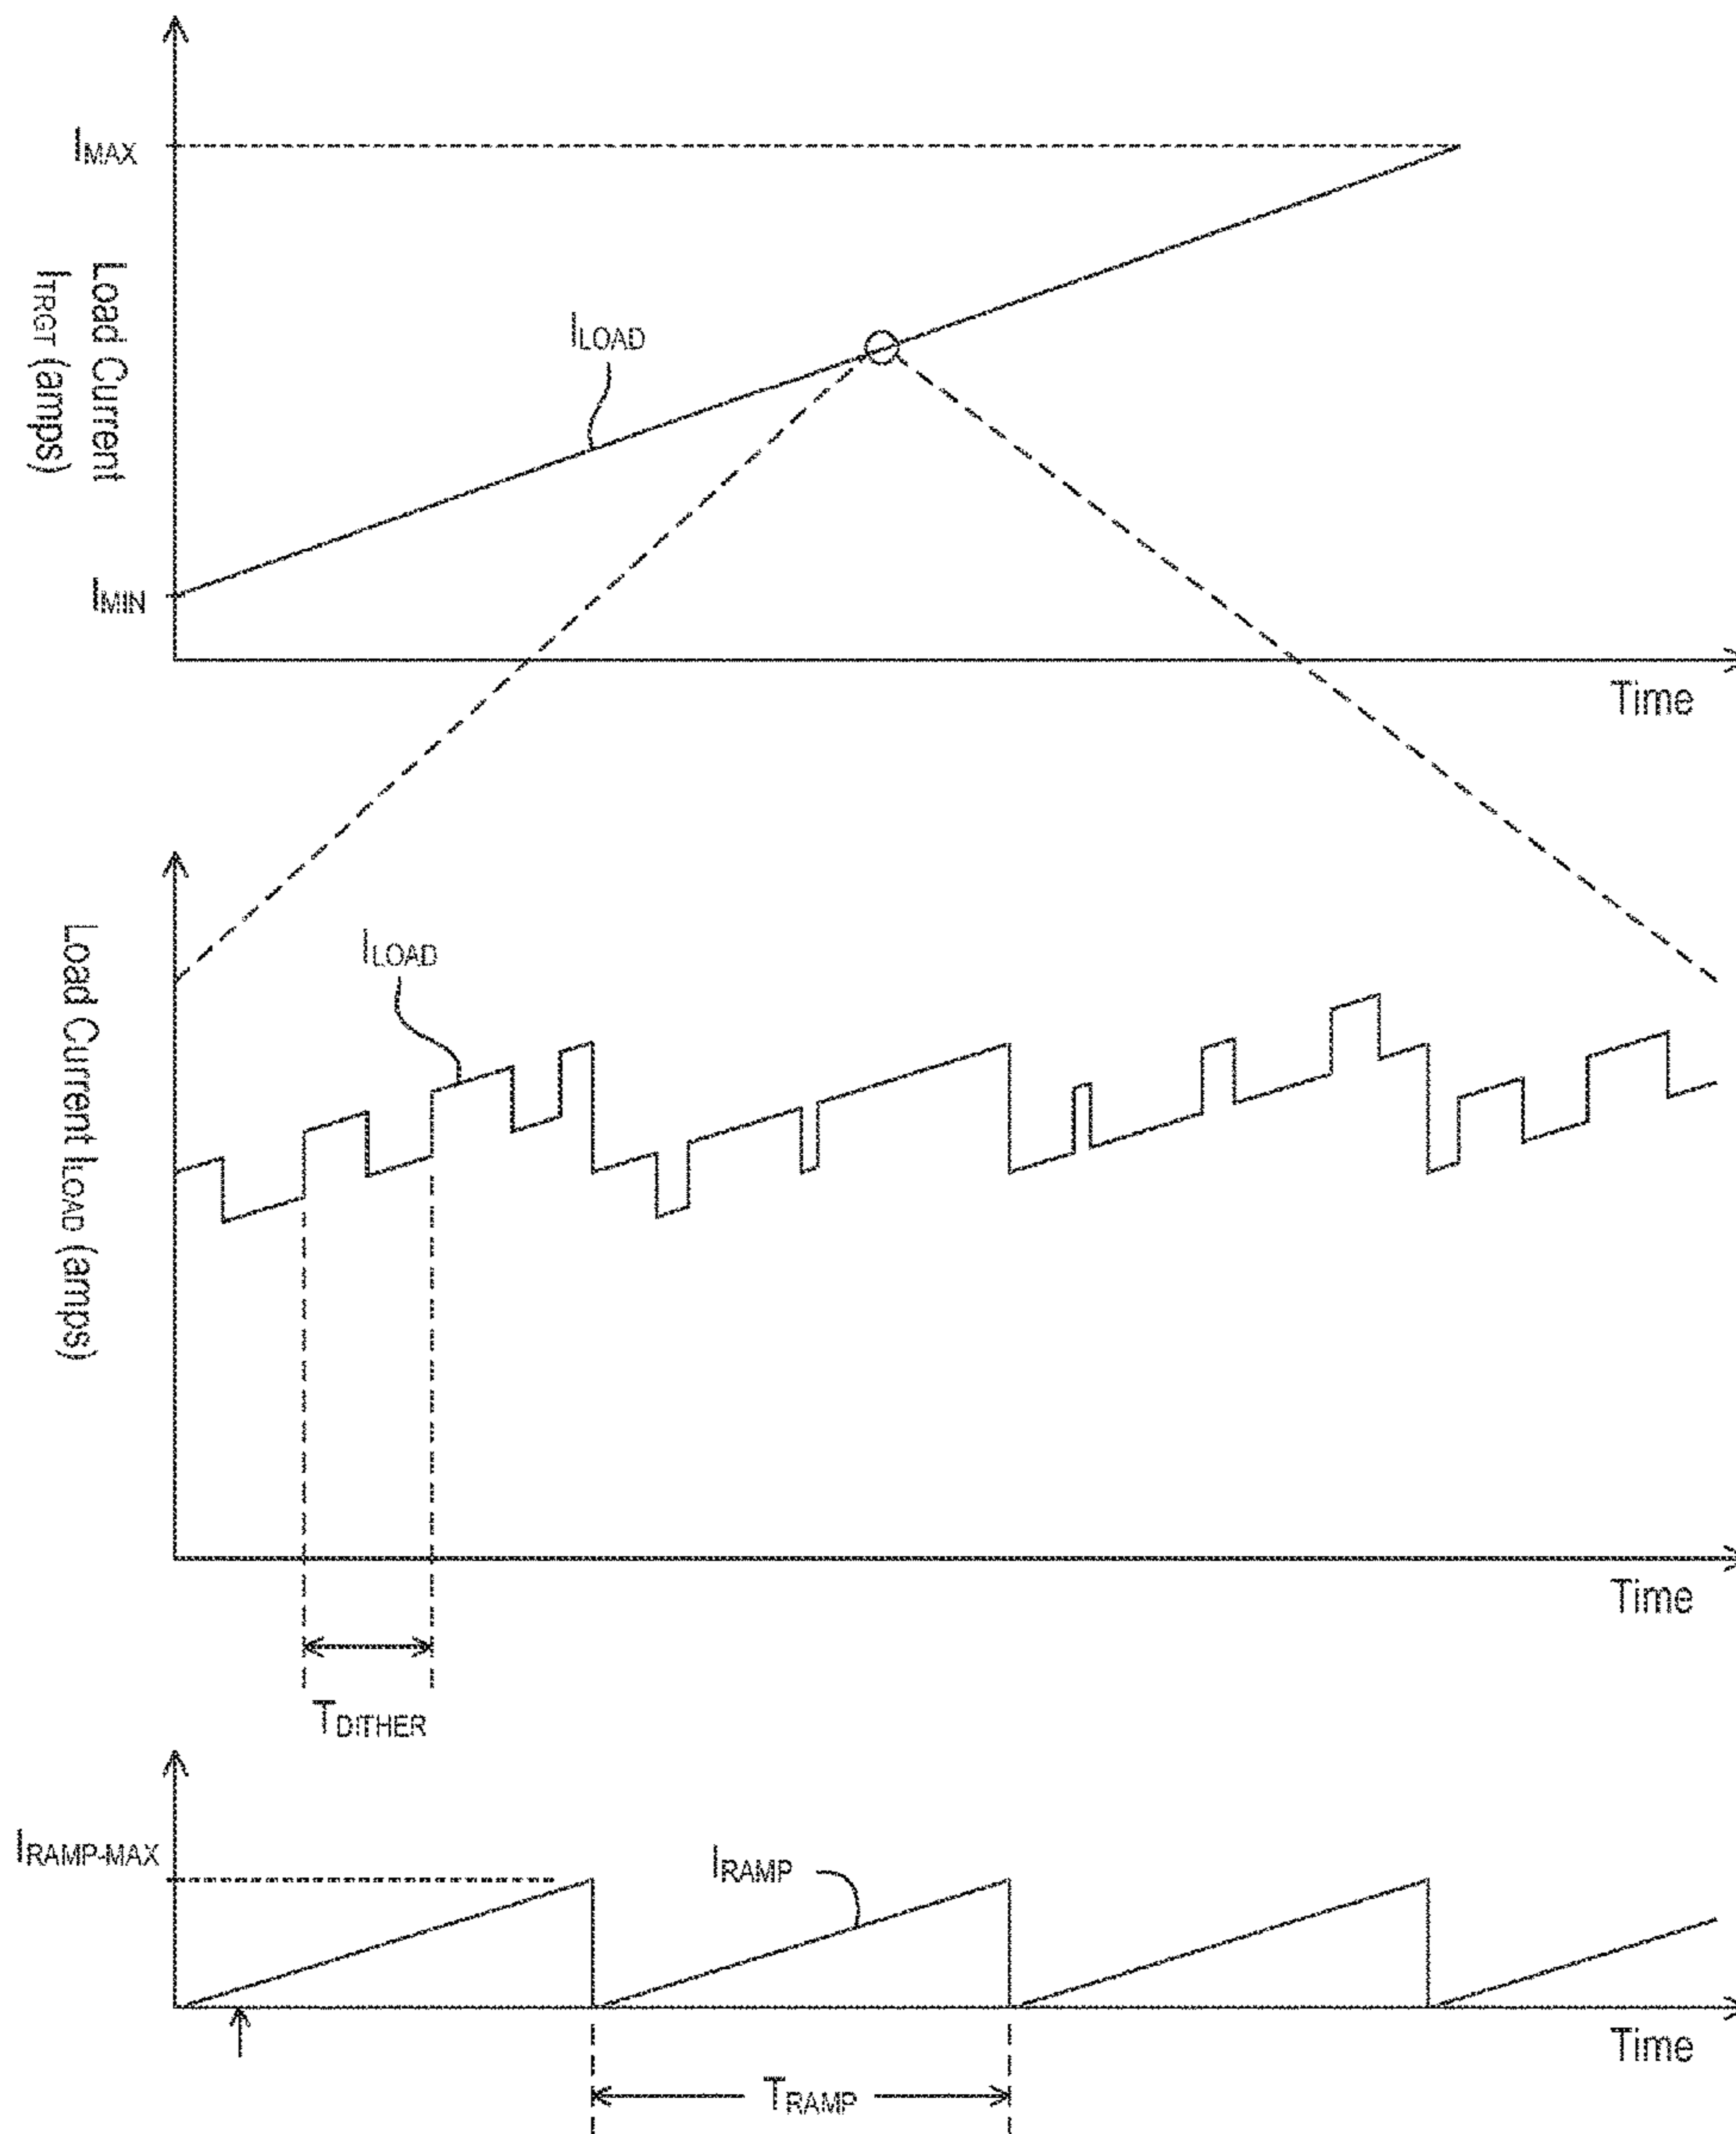 IMAX
Load Current
ITRGT (amps)
ILOAD
IMIN
Time
Load Current ILOAD (amps)
ILOAD
Time
TDITHER
IRAMP-MAX
IRAMP
Time
TRAMP